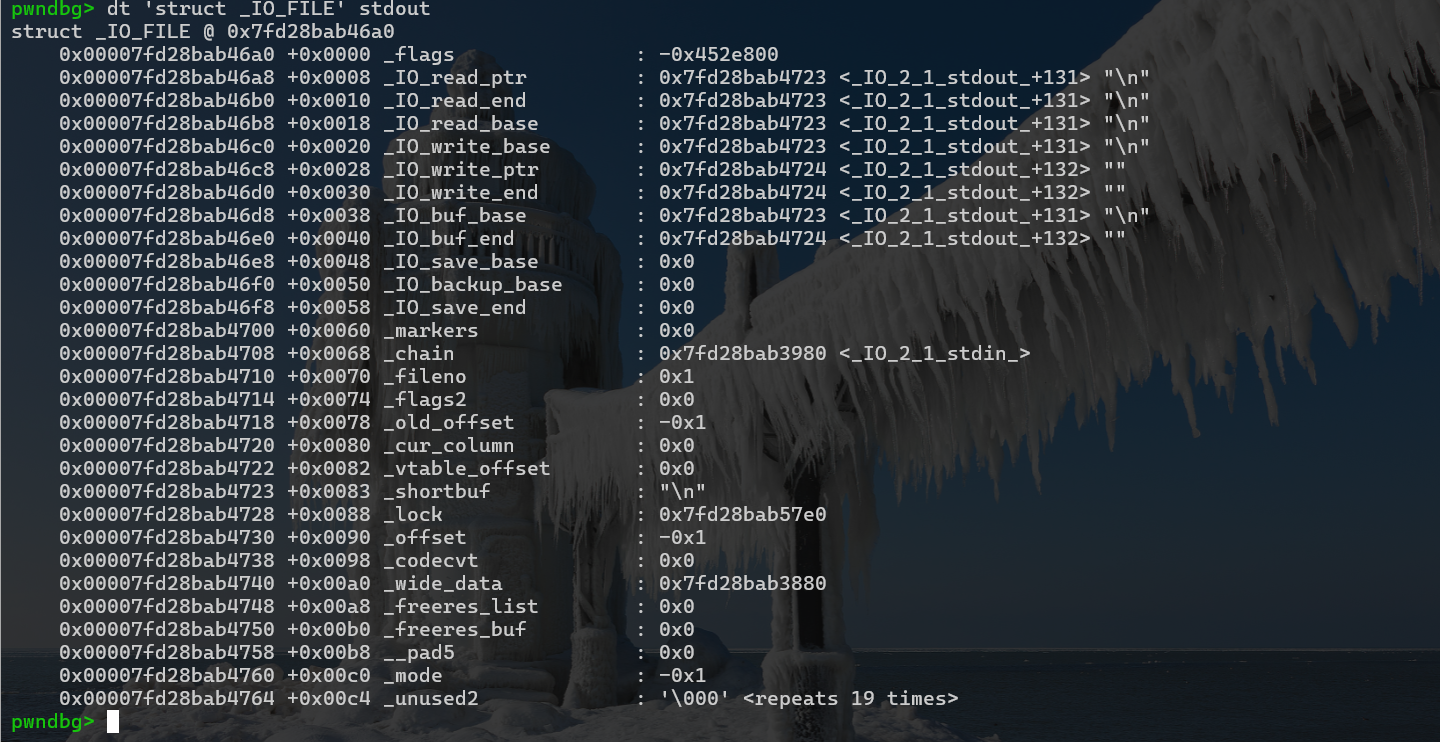 pwndbg> dt 'struct _IO_FILE' stdout
struct _IO_FILE @ 0x7fd28bab46a0
    0x00007fd28bab46a0 +0x0000 _flags               : -0x452e800
    0x00007fd28bab46a8 +0x0008 _IO_read_ptr         : 0x7fd28bab4723 <_IO_2_1_stdout_+131> "\n"
    0x00007fd28bab46b0 +0x0010 _IO_read_end         : 0x7fd28bab4723 <_IO_2_1_stdout_+131> "\n"
    0x00007fd28bab46b8 +0x0018 _IO_read_base        : 0x7fd28bab4723 <_IO_2_1_stdout_+131> "\n"
    0x00007fd28bab46c0 +0x0020 _IO_write_base       : 0x7fd28bab4723 <_IO_2_1_stdout_+131> "\n"
    0x00007fd28bab46c8 +0x0028 _IO_write_ptr        : 0x7fd28bab4724 <_IO_2_1_stdout_+132> ""
    0x00007fd28bab46d0 +0x0030 _IO_write_end        : 0x7fd28bab4724 <_IO_2_1_stdout_+132> ""
    0x00007fd28bab46d8 +0x0038 _IO_buf_base         : 0x7fd28bab4723 <_IO_2_1_stdout_+131> "\n"
    0x00007fd28bab46e0 +0x0040 _IO_buf_end          : 0x7fd28bab4724 <_IO_2_1_stdout_+132> ""
    0x00007fd28bab46e8 +0x0048 _IO_save_base        : 0x0
    0x00007fd28bab46f0 +0x0050 _IO_backup_base      : 0x0
    0x00007fd28bab46f8 +0x0058 _IO_save_end         : 0x0
    0x00007fd28bab4700 +0x0060 _markers             : 0x0
    0x00007fd28bab4708 +0x0068 _chain               : 0x7fd28bab3980 <_IO_2_1_stdin_>
    0x00007fd28bab4710 +0x0070 _fileno              : 0x1
    0x00007fd28bab4714 +0x0074 _flags2              : 0x0
    0x00007fd28bab4718 +0x0078 _old_offset          : -0x1
    0x00007fd28bab4720 +0x0080 _cur_column          : 0x0
    0x00007fd28bab4722 +0x0082 _vtable_offset       : 0x0
    0x00007fd28bab4723 +0x0083 _shortbuf            : "\n"
    0x00007fd28bab4728 +0x0088 _lock                : 0x7fd28bab57e0
    0x00007fd28bab4730 +0x0090 _offset              : -0x1
    0x00007fd28bab4738 +0x0098 _codecvt             : 0x0
    0x00007fd28bab4740 +0x00a0 _wide_data           : 0x7fd28bab3880
    0x00007fd28bab4748 +0x00a8 _freeres_list        : 0x0
    0x00007fd28bab4750 +0x00b0 _freeres_buf         : 0x0
    0x00007fd28bab4758 +0x00b8 __pad5               : 0x0
    0x00007fd28bab4760 +0x00c0 _mode                : -0x1
    0x00007fd28bab4764 +0x00c4 _unused2             : '\000' <repeats 19 times>
pwndbg>